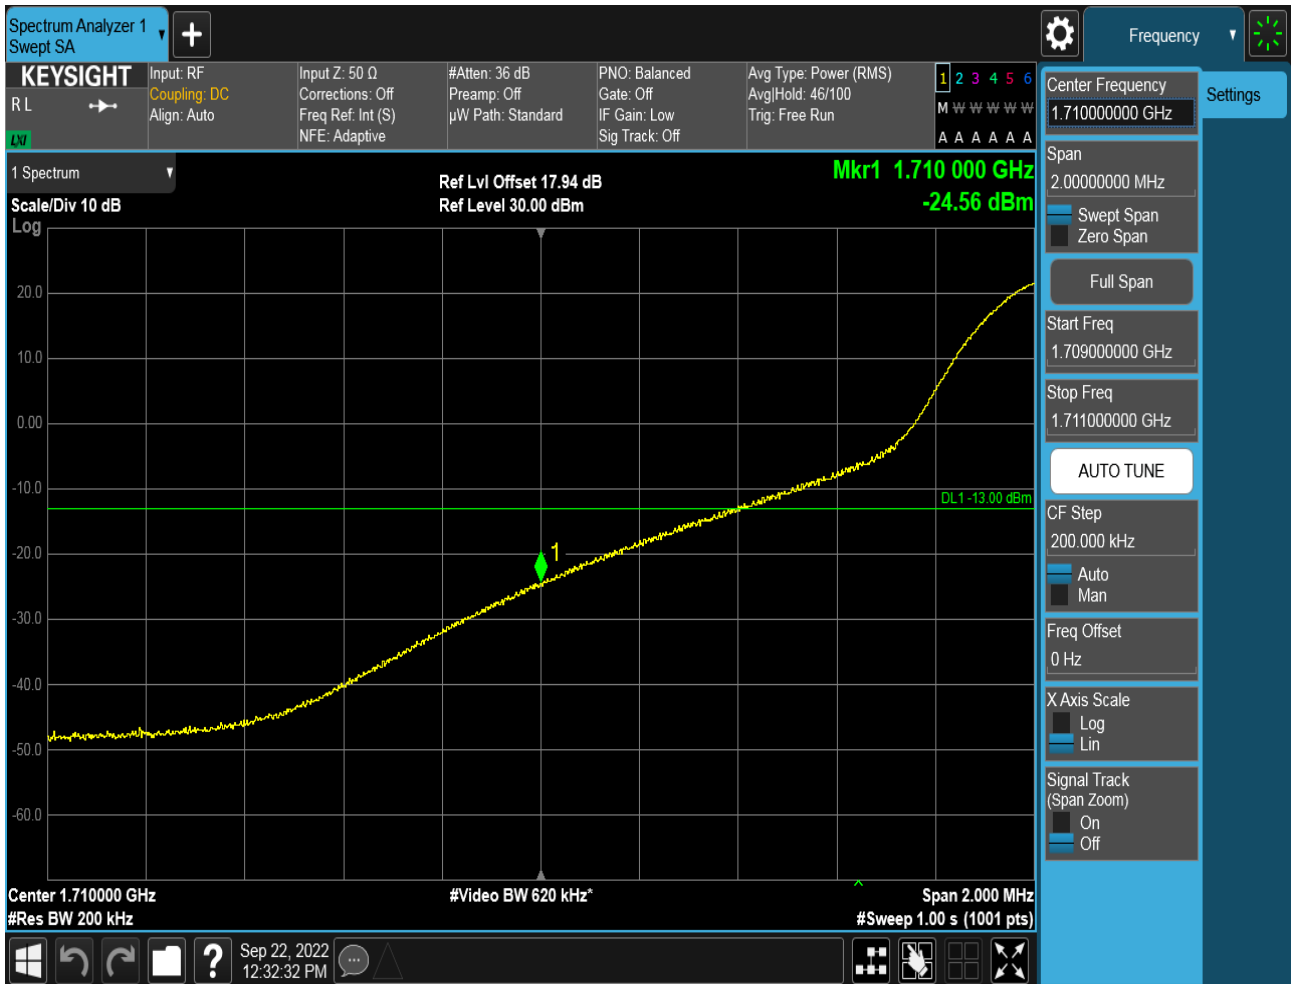 Spectrum Analyzer 1
Swept SA
Frequency
KEYSIGHT
R L
LXI
Input: RF
Coupling: DC
Align: Auto
Input Z: 50 Ω
Corrections: Off
Freq Ref: Int (S)
NFE: Adaptive
#Atten: 36 dB
Preamp: Off
µW Path: Standard
PNO: Balanced
Gate: Off
IF Gain: Low
Sig Track: Off
Avg Type: Power (RMS)
Avg|Hold: 46/100
Trig: Free Run
1 2 3 4 5 6
M W W W W W
A A A A A A
1 Spectrum
Scale/Div 10 dB
Log
Ref Lvl Offset 17.94 dB
Ref Level 30.00 dBm
Mkr1 1.710 000 GHz
-24.56 dBm
20.0
10.0
0.00
-10.0
-20.0
-30.0
-40.0
-50.0
-60.0
DL1 -13.00 dBm
1
Center 1.710000 GHz
#Res BW 200 kHz
#Video BW 620 kHz*
Span 2.000 MHz
#Sweep 1.00 s (1001 pts)
Sep 22, 2022
12:32:32 PM
Center Frequency
1.710000000 GHz
Settings
Span
2.00000000 MHz
Swept Span
Zero Span
Full Span
Start Freq
1.709000000 GHz
Stop Freq
1.711000000 GHz
AUTO TUNE
CF Step
200.000 kHz
Auto
Man
Freq Offset
0 Hz
X Axis Scale
Log
Lin
Signal Track
(Span Zoom)
On
Off